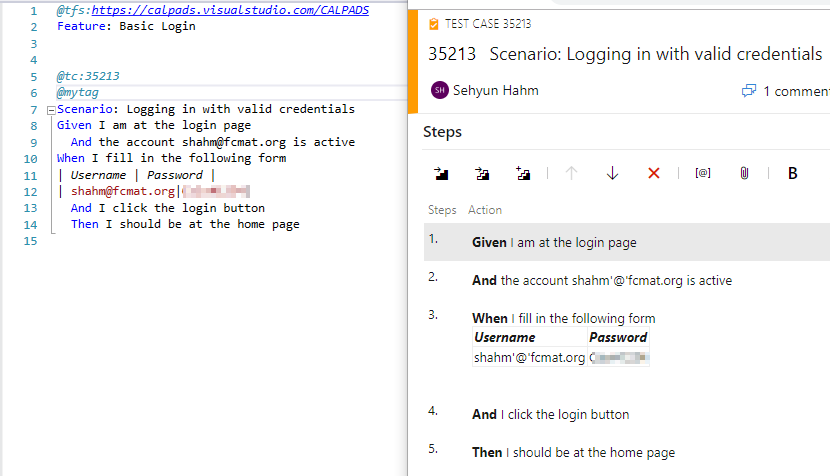 1 @tfs:https://calpads.visualstudio.com/CALPADS
2 Feature: Basic Login
3
4
5 @tc:35213
6 @mytag
7 Scenario: Logging in with valid credentials
8 Given I am at the login page
9 And the account shahm@fcmat.org is active
10 When I fill in the following form
11 | Username | Password |
12 | shahm@fcmat.org|
13 And I click the login button
14 Then I should be at the home page
15
TEST CASE 35213
35213 Scenario: Logging in with valid credentials
SH Sehyun Hahm
1 comment
Steps
[@] B
Steps Action
1. Given I am at the login page
2. And the account shahm'@'fcmat.org is active
3. When I fill in the following form
Username Password
shahm'@'fcmat.org
4. And I click the login button
5. Then I should be at the home page